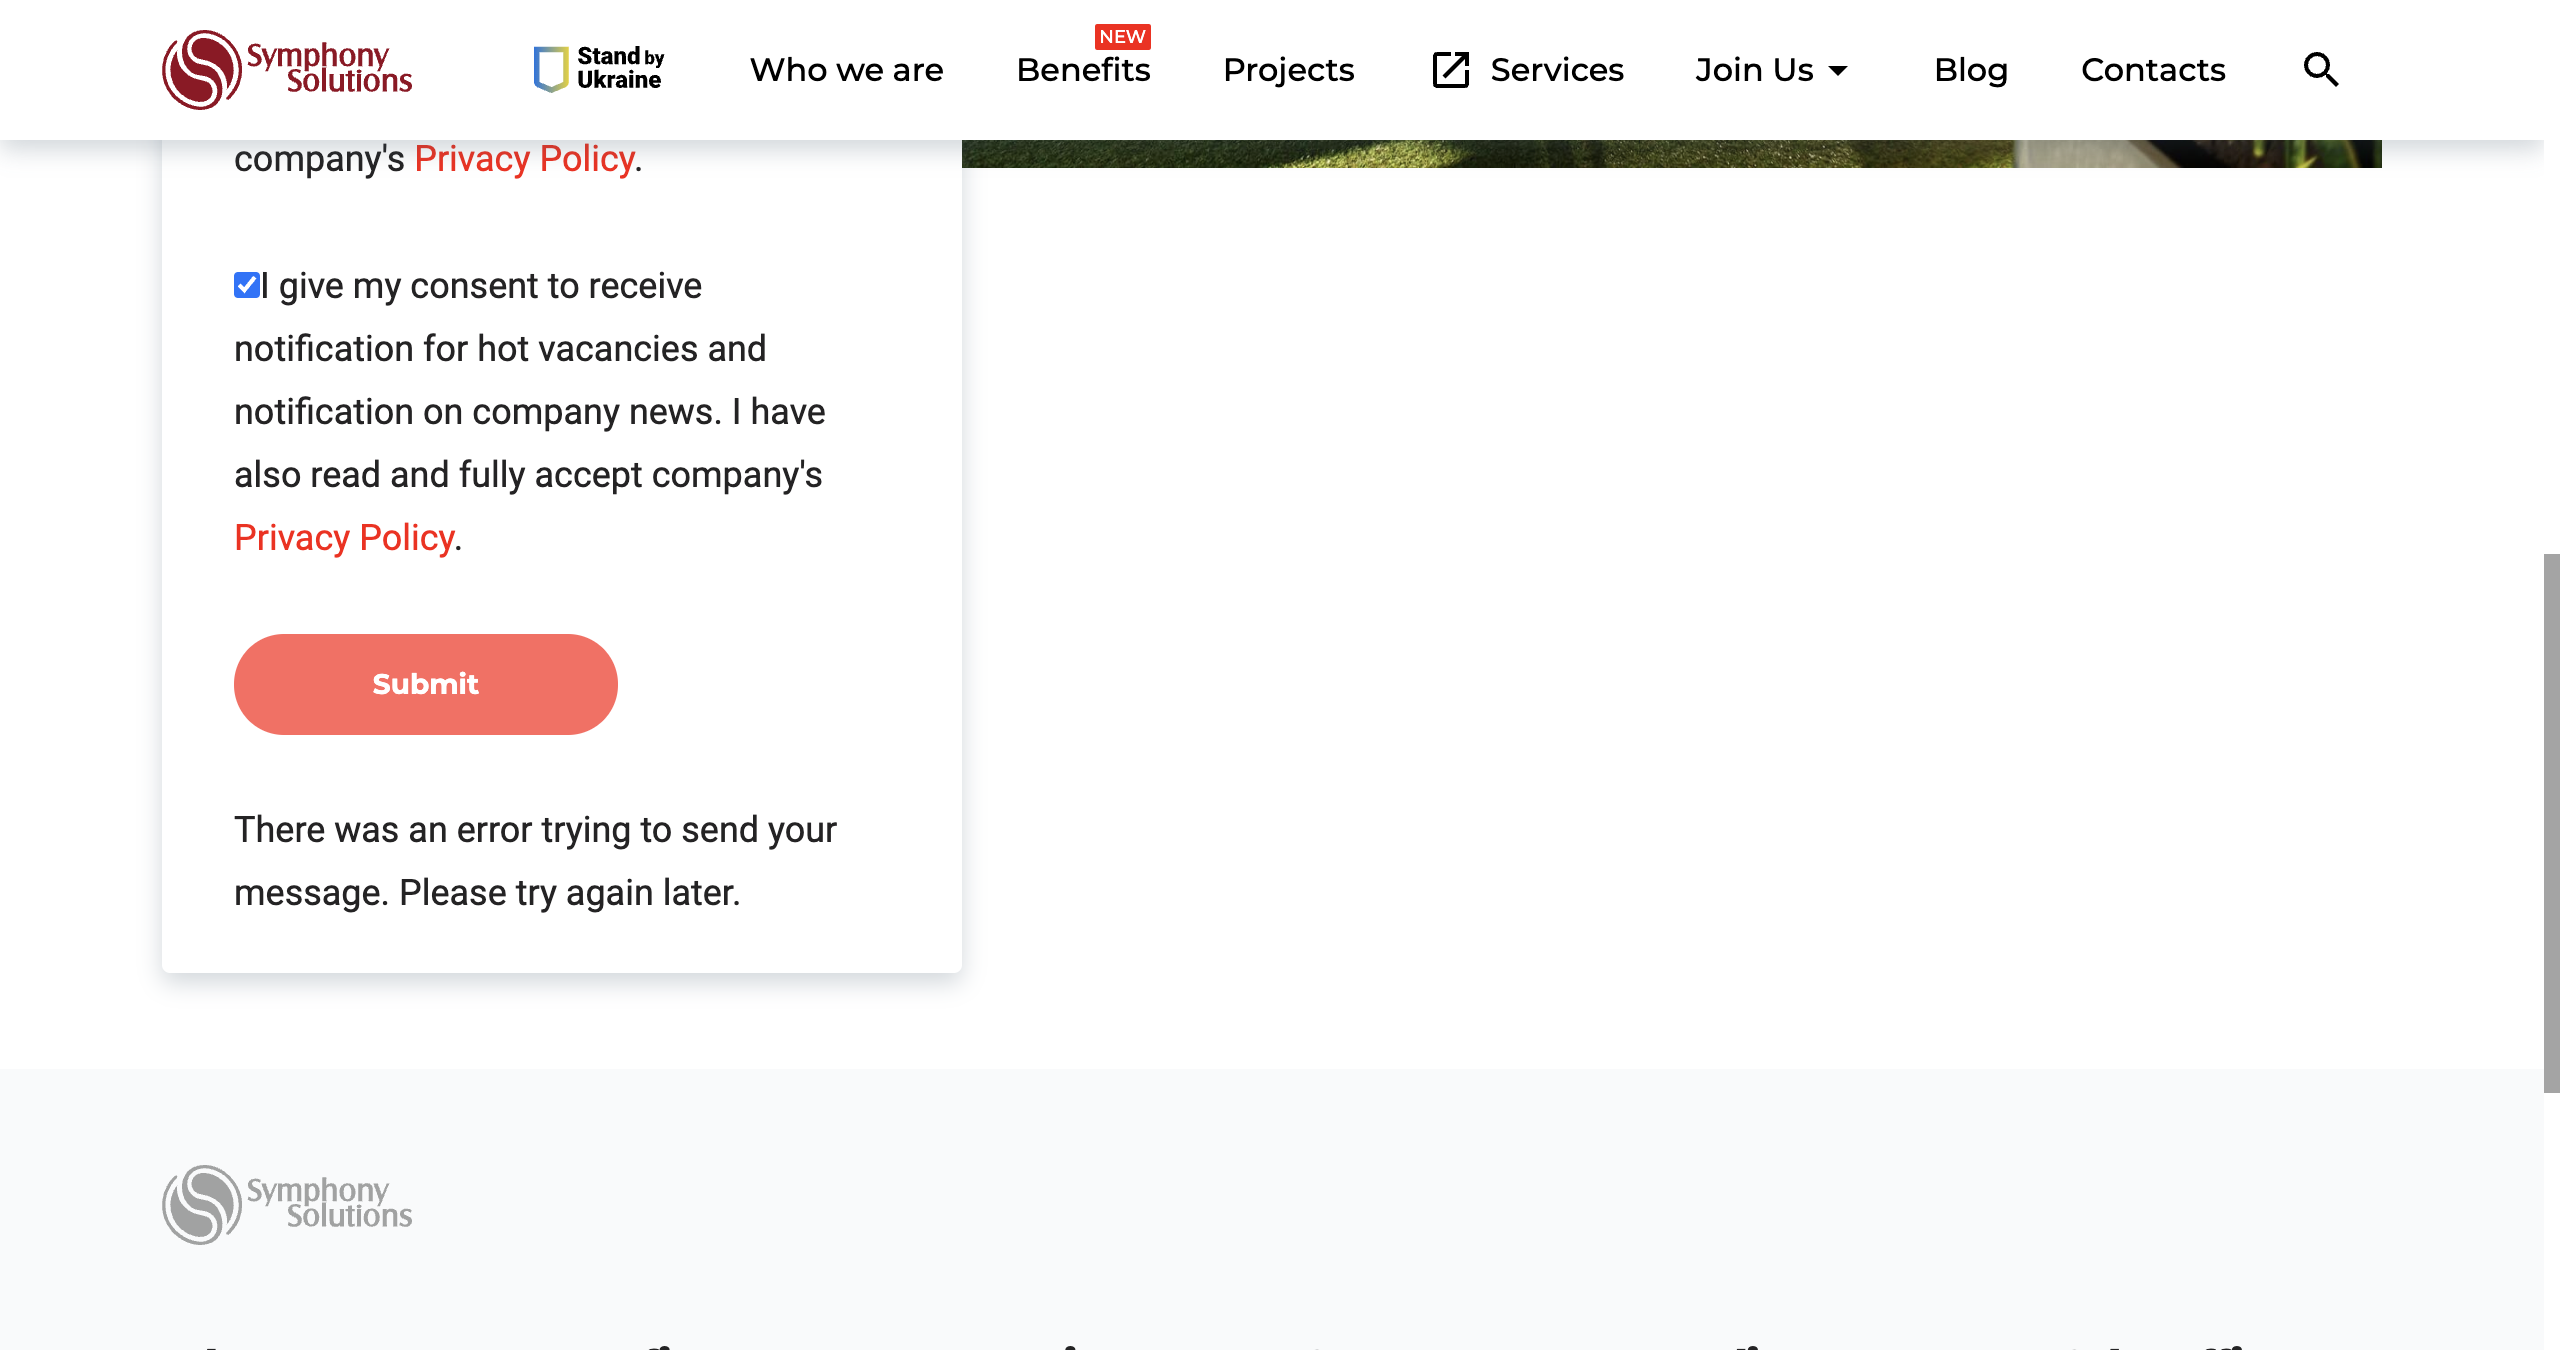 Symphony
Solutions
Stand by
Ukraine
Who we are
NEW
Benefits
Projects
Services
Join Us
Blog
Contacts
company's Privacy Policy.
I give my consent to receive
notification for hot vacancies and
notification on company news. I have
also read and fully accept company's
Privacy Policy.
Submit
There was an error trying to send your
message. Please try again later.
Symphony
Solutions